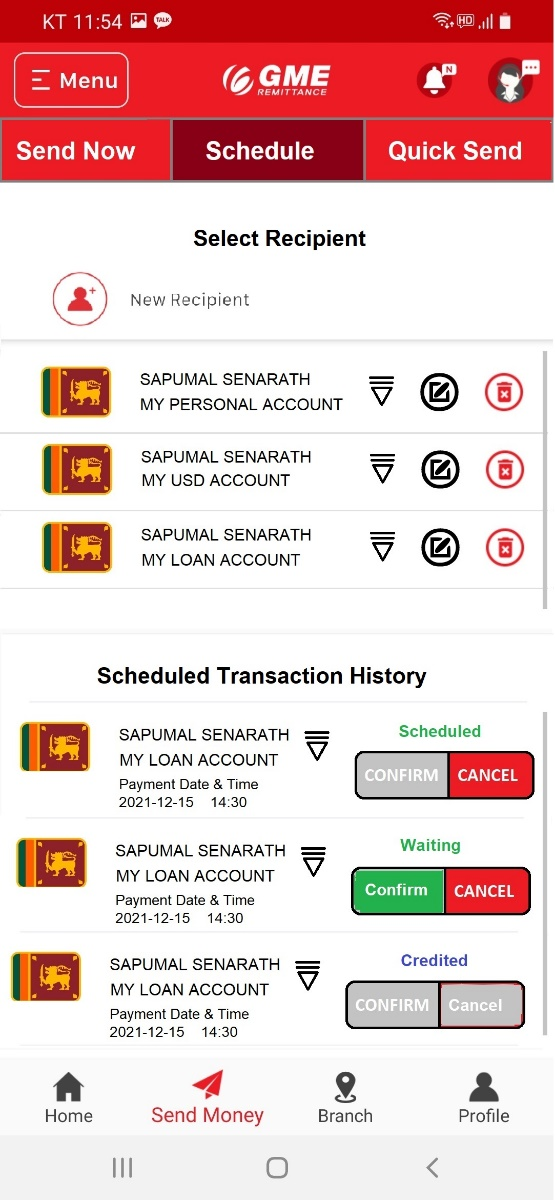 KT 11:54 TALK HD
Menu
GME
REMITTANCE
N
Send Now Schedule Quick Send
Select Recipient
New Recipient
SAPUMAL SENARATH
MY PERSONAL ACCOUNT
SAPUMAL SENARATH
MY USD ACCOUNT
SAPUMAL SENARATH
MY LOAN ACCOUNT
Scheduled Transaction History
SAPUMAL SENARATH
MY LOAN ACCOUNT
Payment Date & Time
2021-12-15 14:30
Scheduled
CONFIRM CANCEL
SAPUMAL SENARATH
MY LOAN ACCOUNT
Payment Date & Time
2021-12-15 14:30
Waiting
Confirm CANCEL
SAPUMAL SENARATH
MY LOAN ACCOUNT
Payment Date & Time
2021-12-15 14:30
Credited
CONFIRM Cancel
Home Send Money Branch Profile